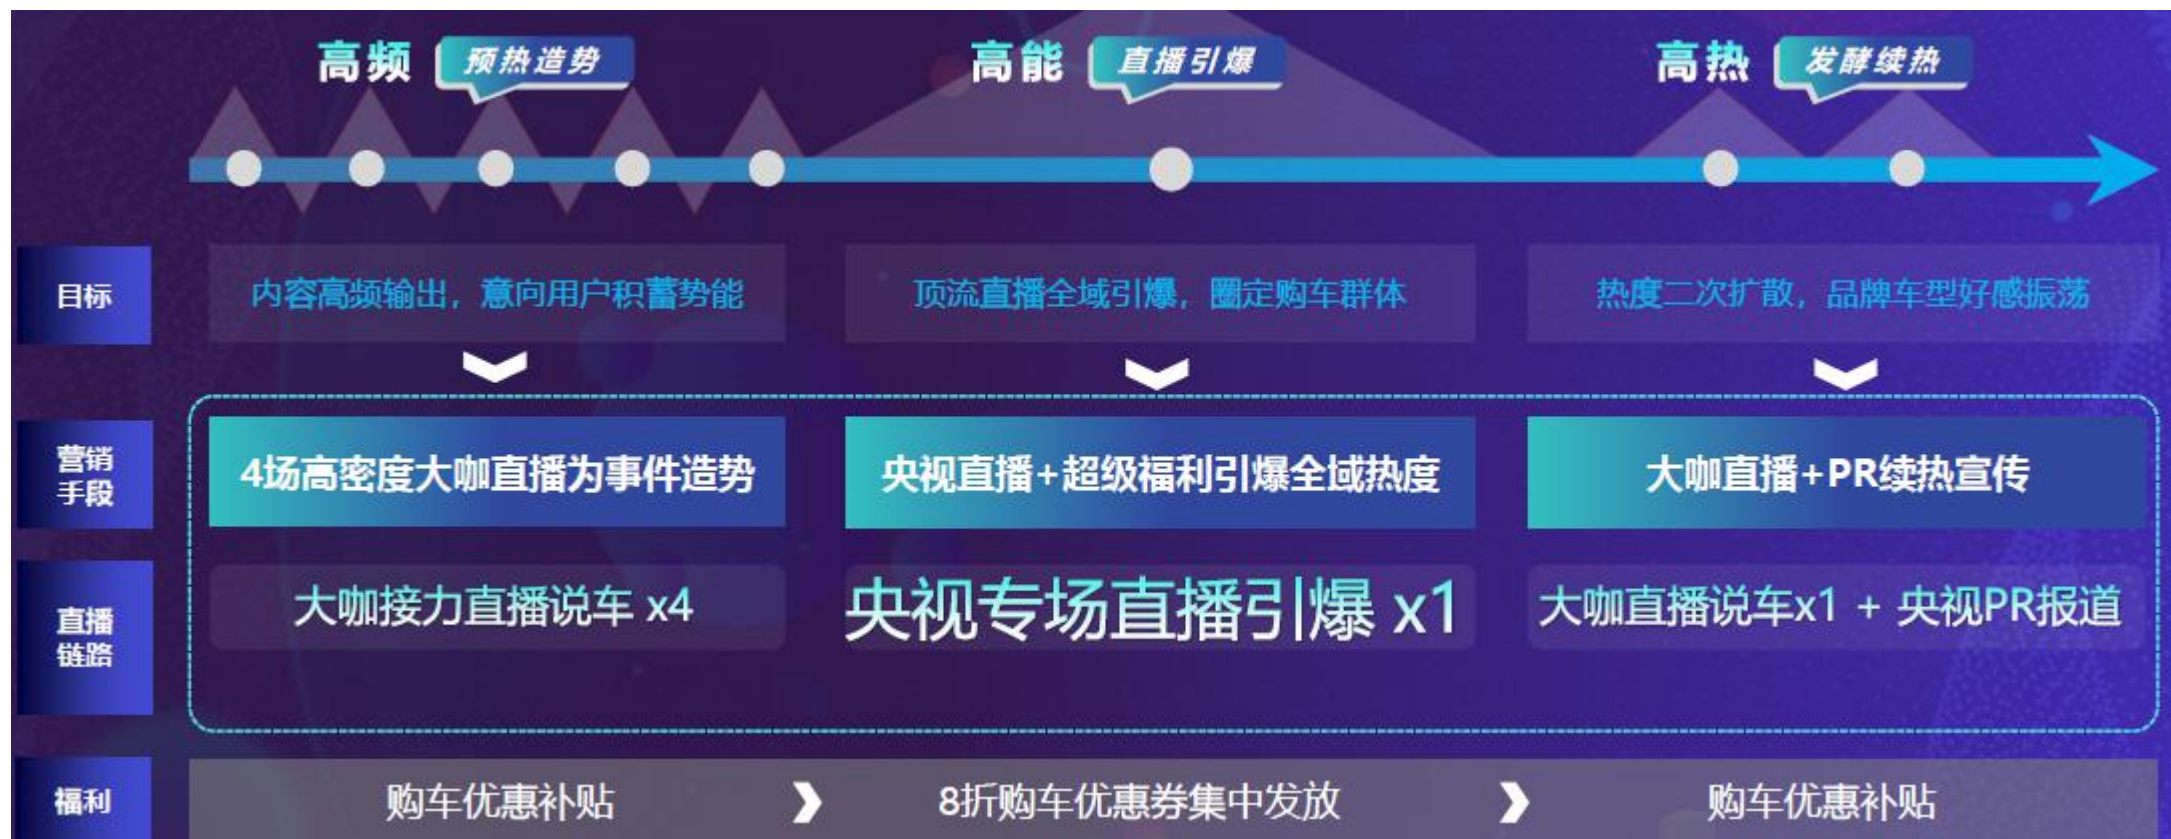 高频 预热造势
高能 直播引爆
高热 发酵续热
目标
内容高频输出，意向用户积蓄势能
顶流直播全域引爆，圈定购车群体
热度二次扩散，品牌车型好感振荡
营销
手段
4场高密度大咖直播为事件造势
央视直播+超级福利引爆全域热度
大咖直播+PR续热宣传
直播
链路
大咖接力直播说车 x4
央视专场直播引爆 x1
大咖直播说车x1 + 央视PR报道
福利
购车优惠补贴
8折购车优惠券集中发放
购车优惠补贴